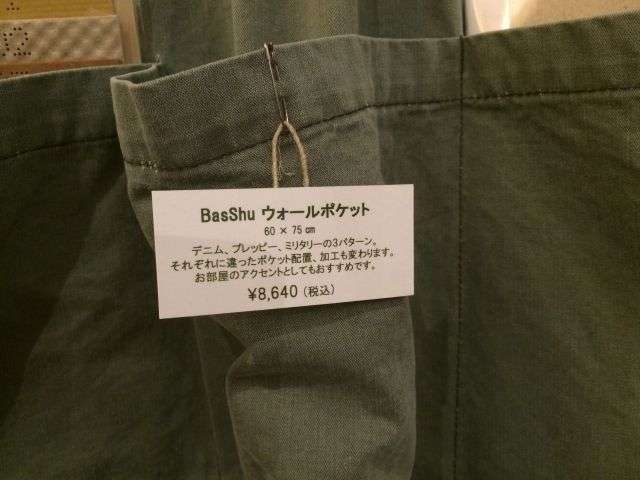 BasShu ウォールポケット
60 × 75 ㎝
デニム、プレッピー、ミリタリーの3パターン。
それぞれに違ったポケット配置、加工も変わります。
お部屋のアクセントとしてもおすすめです。
¥8,640（税込）